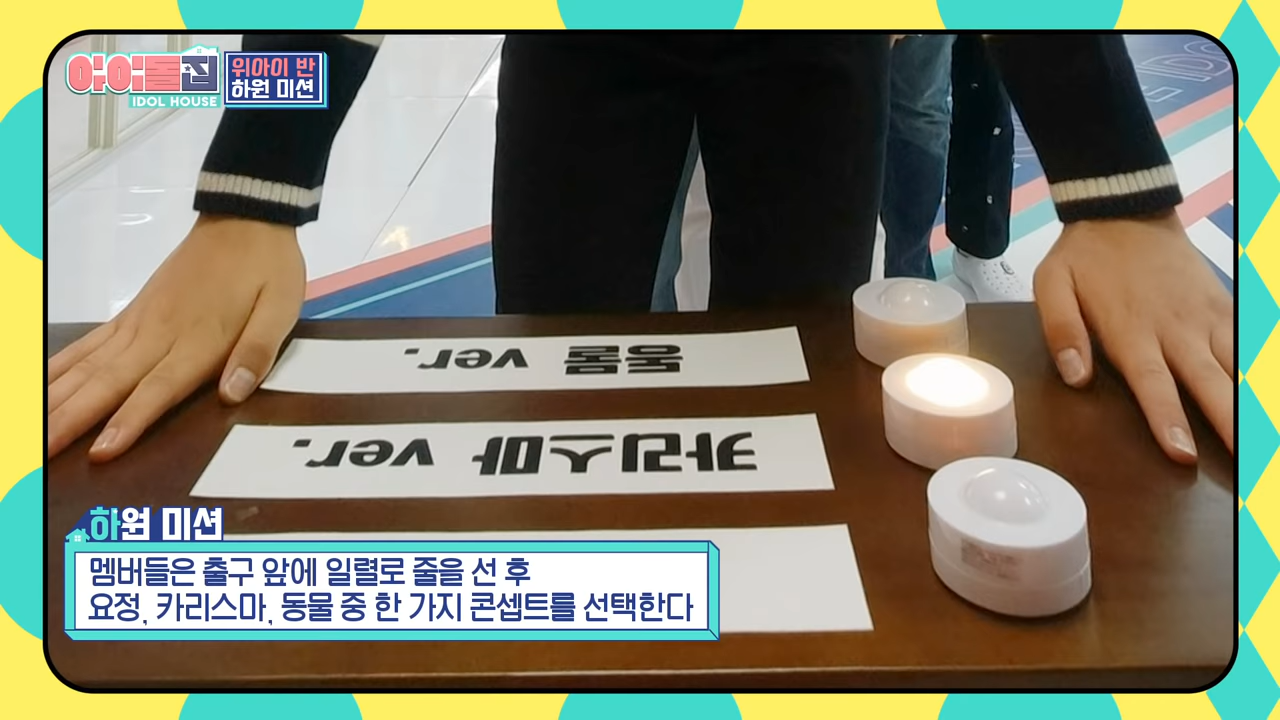 아이돌집
IDOL HOUSE
위아이 반
하원 미션
동물 ver.
카리스마 ver.
하원 미션
멤버들은 출구 앞에 일렬로 줄을 선 후
요정, 카리스마, 동물 중 한 가지 콘셉트를 선택한다